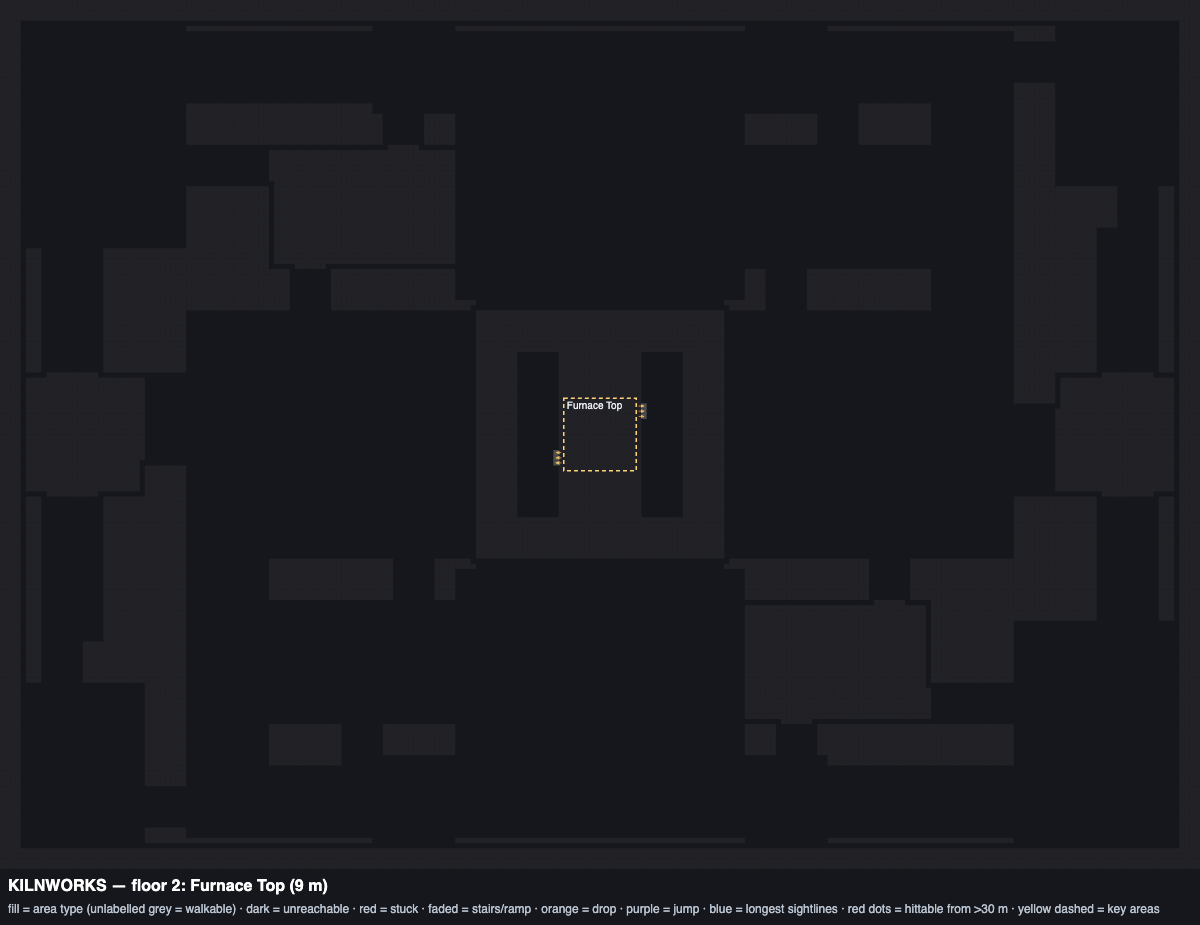 Furnace Top
KILNWORKS — floor 2: Furnace Top (9 m)
fill = area type (unlabelled grey = walkable) · dark = unreachable · red = stuck · faded = stairs/ramp · orange = drop · purple = jump · blue = longest sightlines · red dots = hittable from >30 m · yellow dashed = key areas